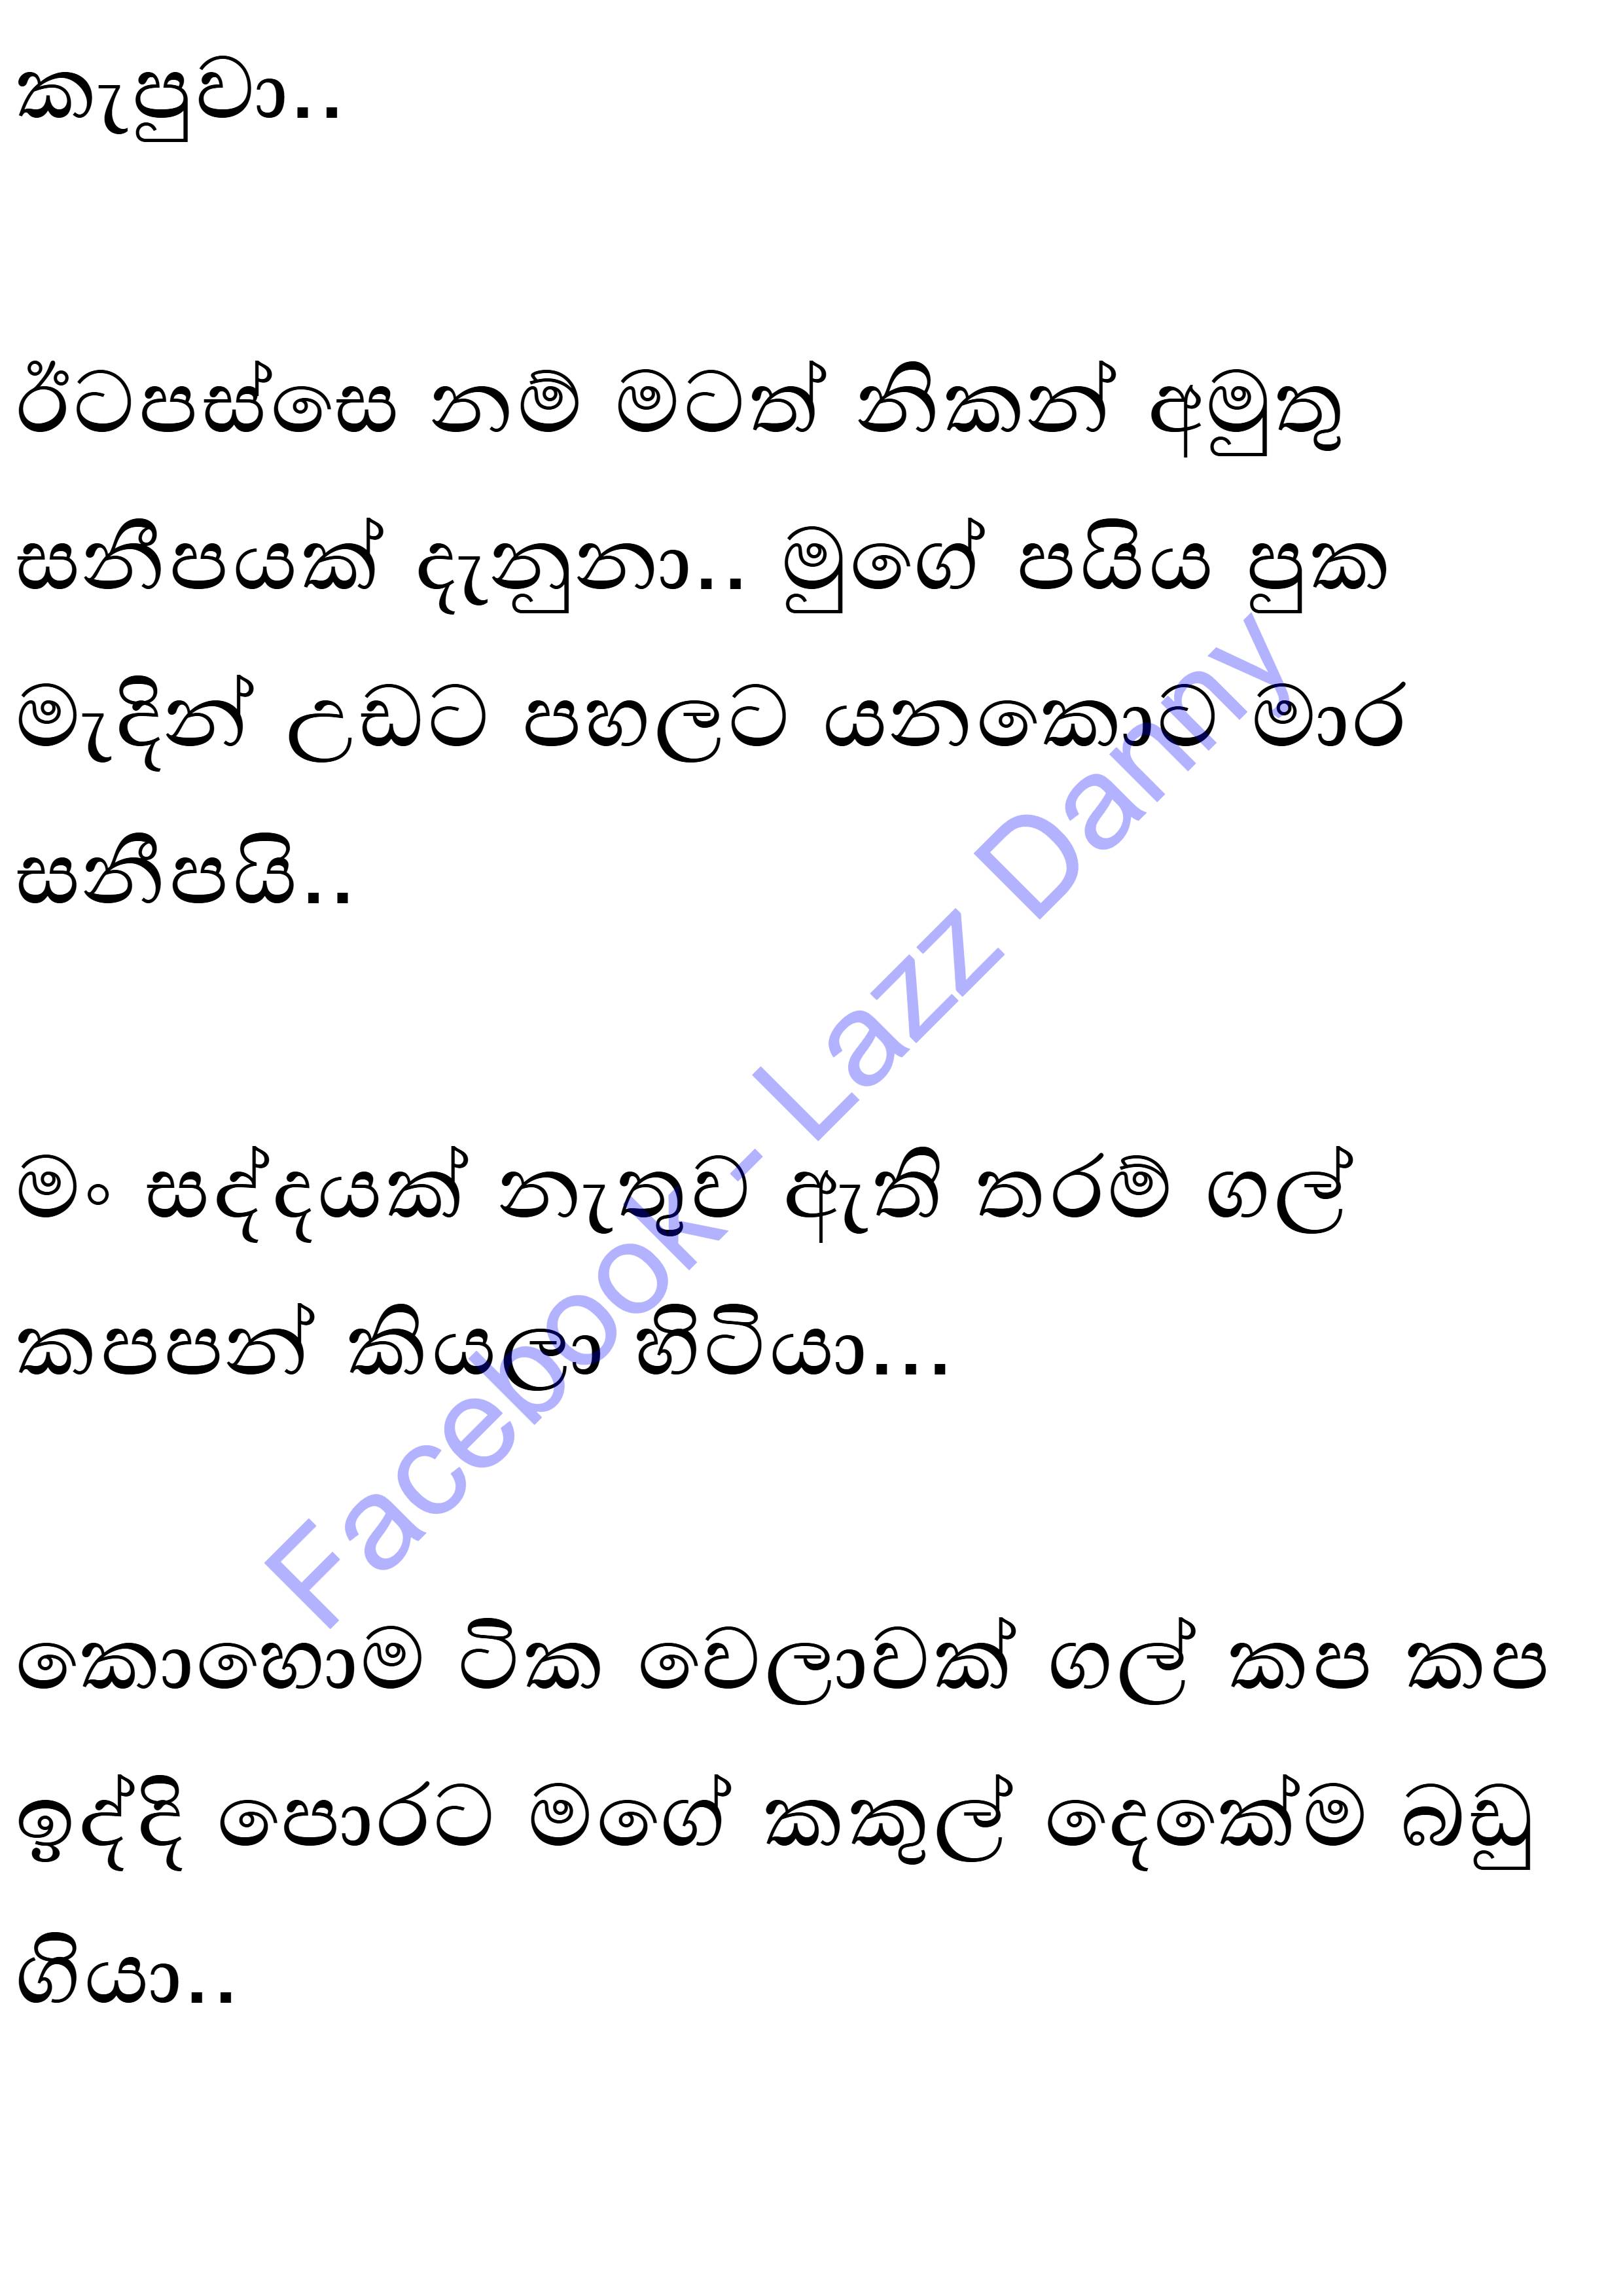 කැපුවා..
ඊටපස්සෙ නම් මටත් නිකන් අමුතු
සනීපයක් දැනුනා.. මුගේ පයිය පුක
මැදින් උඩට පහලට යනකොට මාර
සනීපයි..
මං සද්දයක් නැතුව ඇති තරම් ගල්
කපපන් කියලා හිටියා...
කොහොම ටික වෙලාවක් ගල් කප කප
ඉද්දි පොරට මගේ කකුල් දෙකේම බඩු
ගියා..
Facebook - Lazz Danny